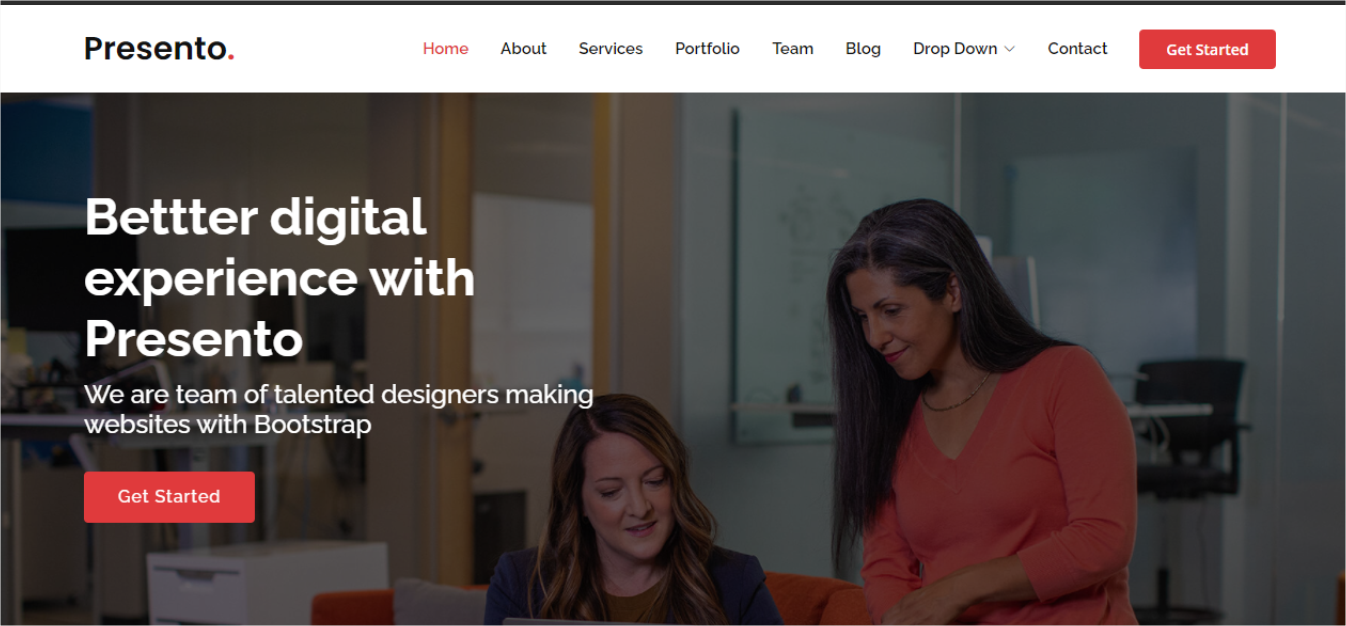 Presento.
Home About Services Portfolio Team Blog Drop Down Contact Get Started
Bettter digital
experience with
Presento
We are team of talented designers making
websites with Bootstrap
Get Started